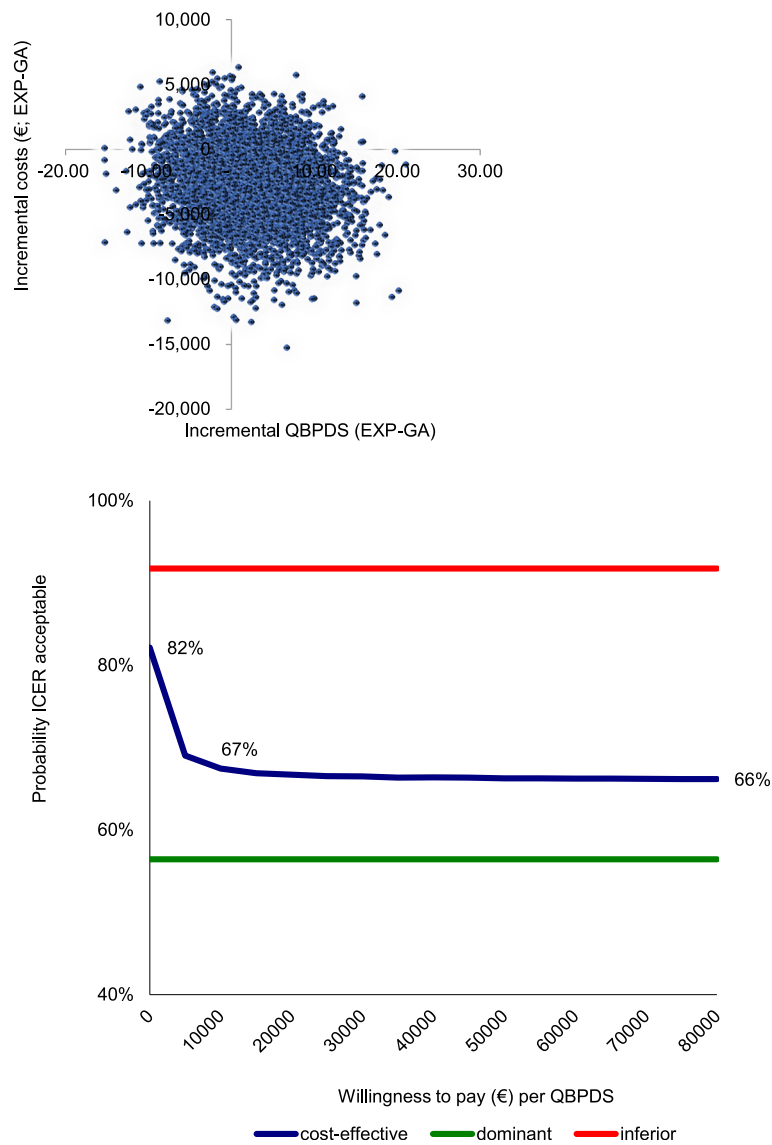 10,000
5,000
0
-20.00 -10.00 10.00 20.00 30.00
-5,000
-10,000
-15,000
-20,000
Incremental costs (€; EXP-GA)
Incremental QBPDS (EXP-GA)
100%
80%
60%
40%
Probability ICER acceptable
82%
67%
66%
0 10000 20000 30000 40000 50000 60000 70000 80000
Willingness to pay (€) per QBPDS
cost-effective dominant inferior